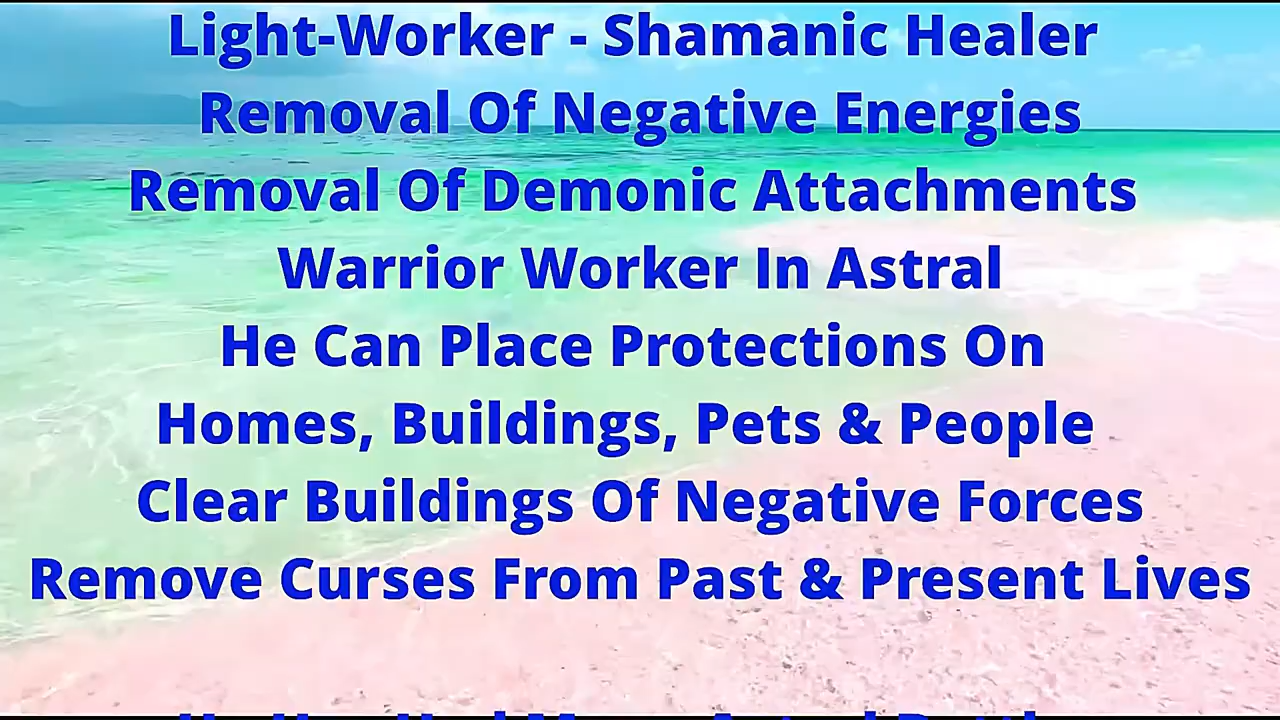 Light-Worker - Shamanic Healer
Removal Of Negative Energies
Removal Of Demonic Attachments
Warrior Worker In Astral
He Can Place Protections On
Homes, Buildings, Pets & People
Clear Buildings Of Negative Forces
Remove Curses From Past & Present Lives